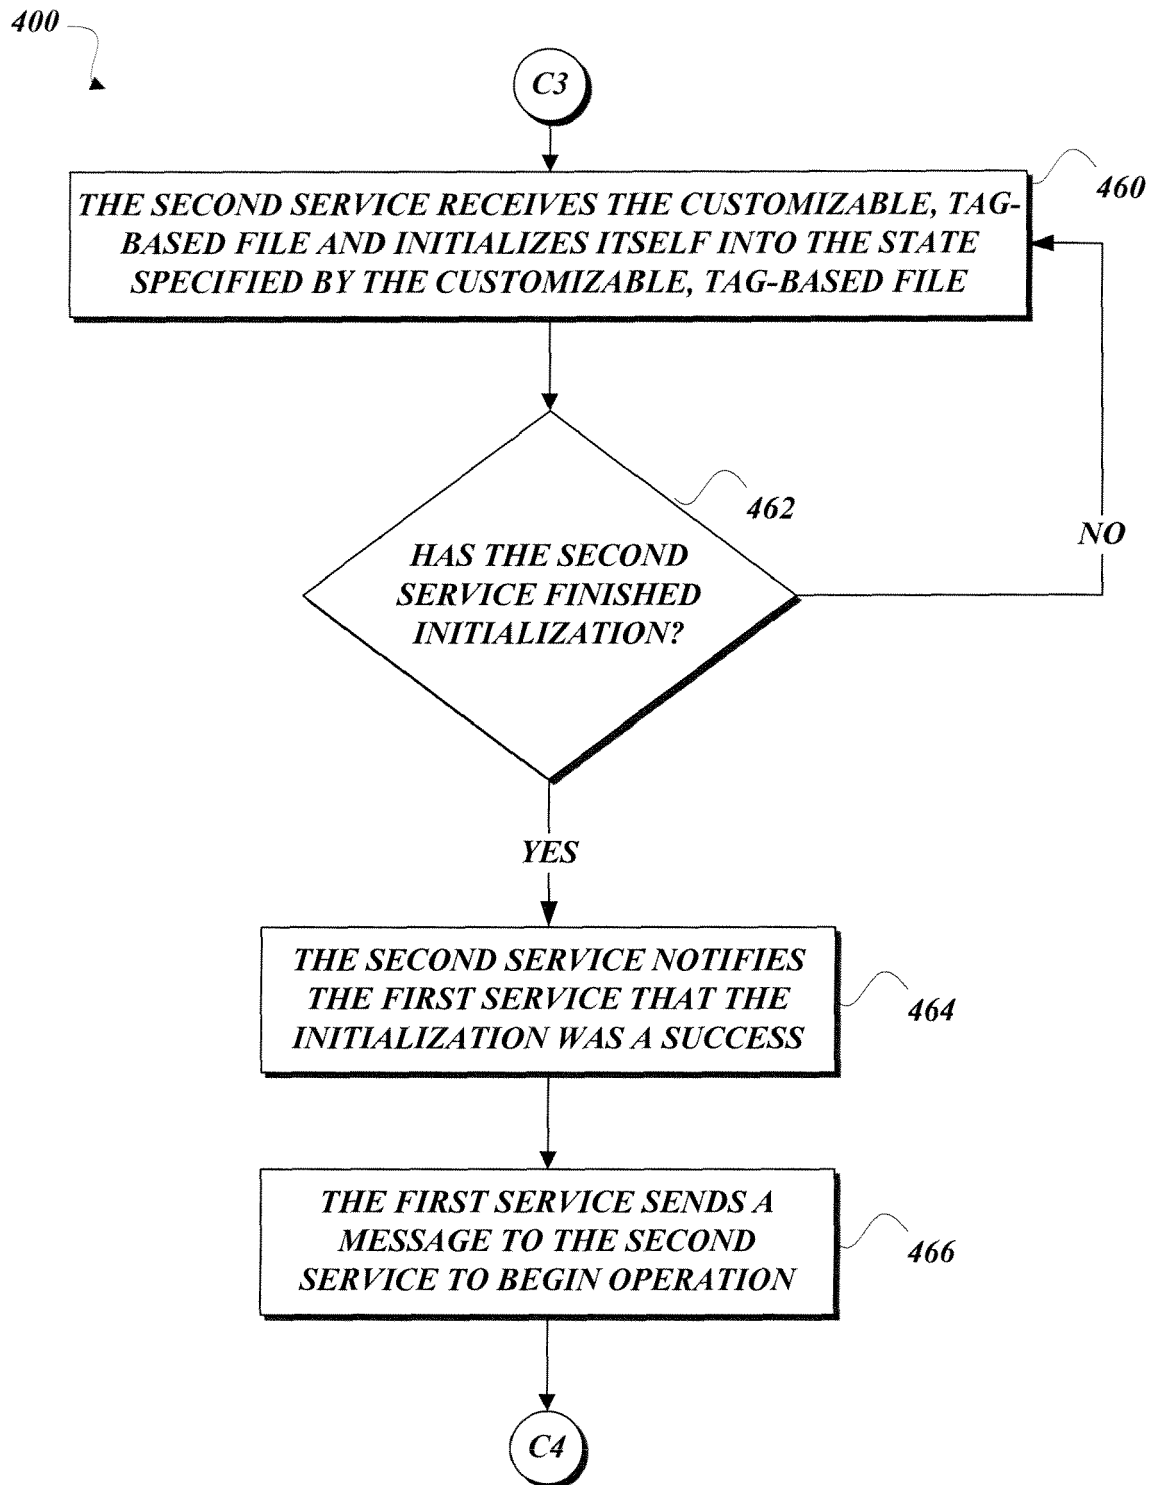 400
C3
THE SECOND SERVICE RECEIVES THE CUSTOMIZABLE, TAG-
BASED FILE AND INITIALIZES ITSELF INTO THE STATE
SPECIFIED BY THE CUSTOMIZABLE, TAG-BASED FILE
460
462
HAS THE SECOND
SERVICE FINISHED
INITIALIZATION?
NO
YES
THE SECOND SERVICE NOTIFIES
THE FIRST SERVICE THAT THE
INITIALIZATION WAS A SUCCESS
464
THE FIRST SERVICE SENDS A
MESSAGE TO THE SECOND
SERVICE TO BEGIN OPERATION
466
C4